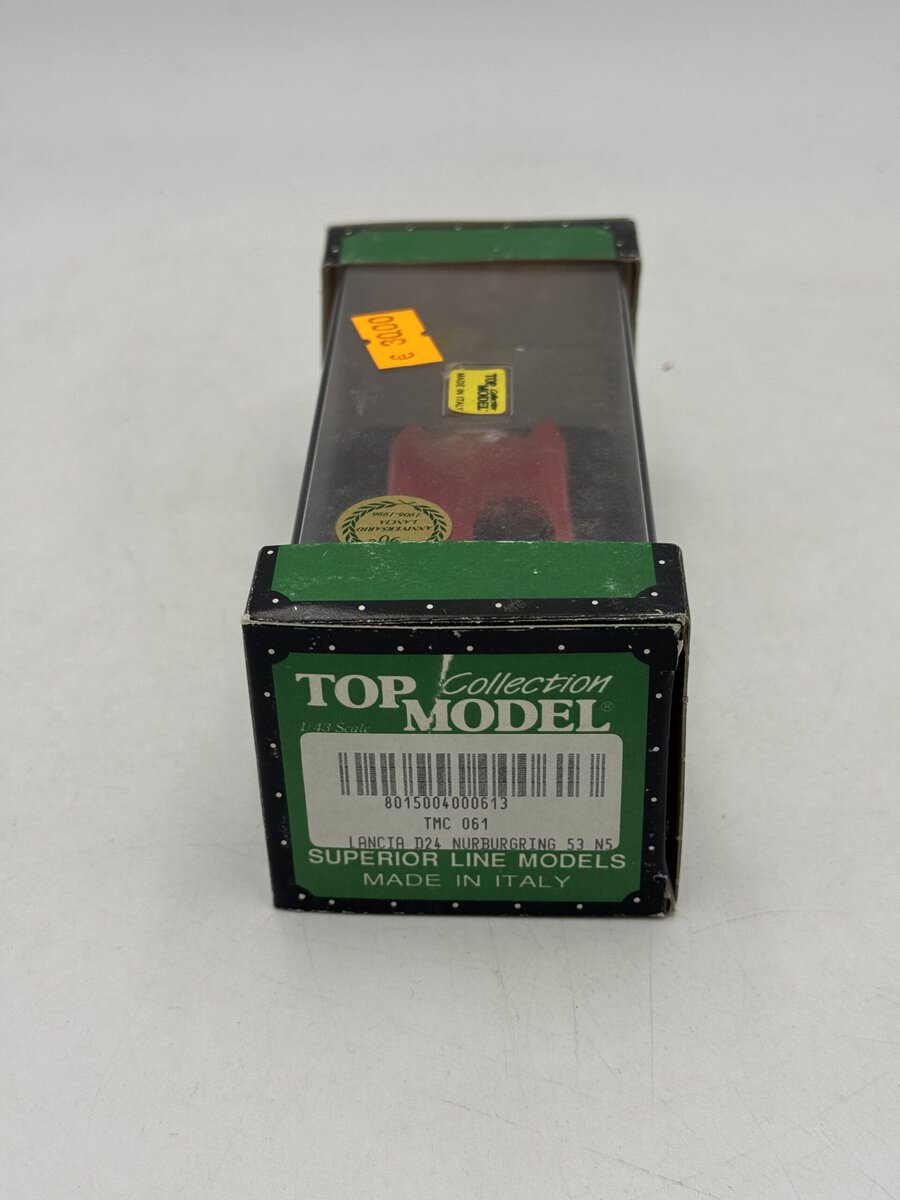 € 30,00
TOP Collection
MODEL
MADE IN ITALY
90°
ANNIVERSARIO
LANCIA
1906-1996
TOP Collection
MODEL®
1:43 Scale
8015004000613
TMC 061
LANCIA D24 NURBURGRING 53 N5
SUPERIOR LINE MODELS
MADE IN ITALY